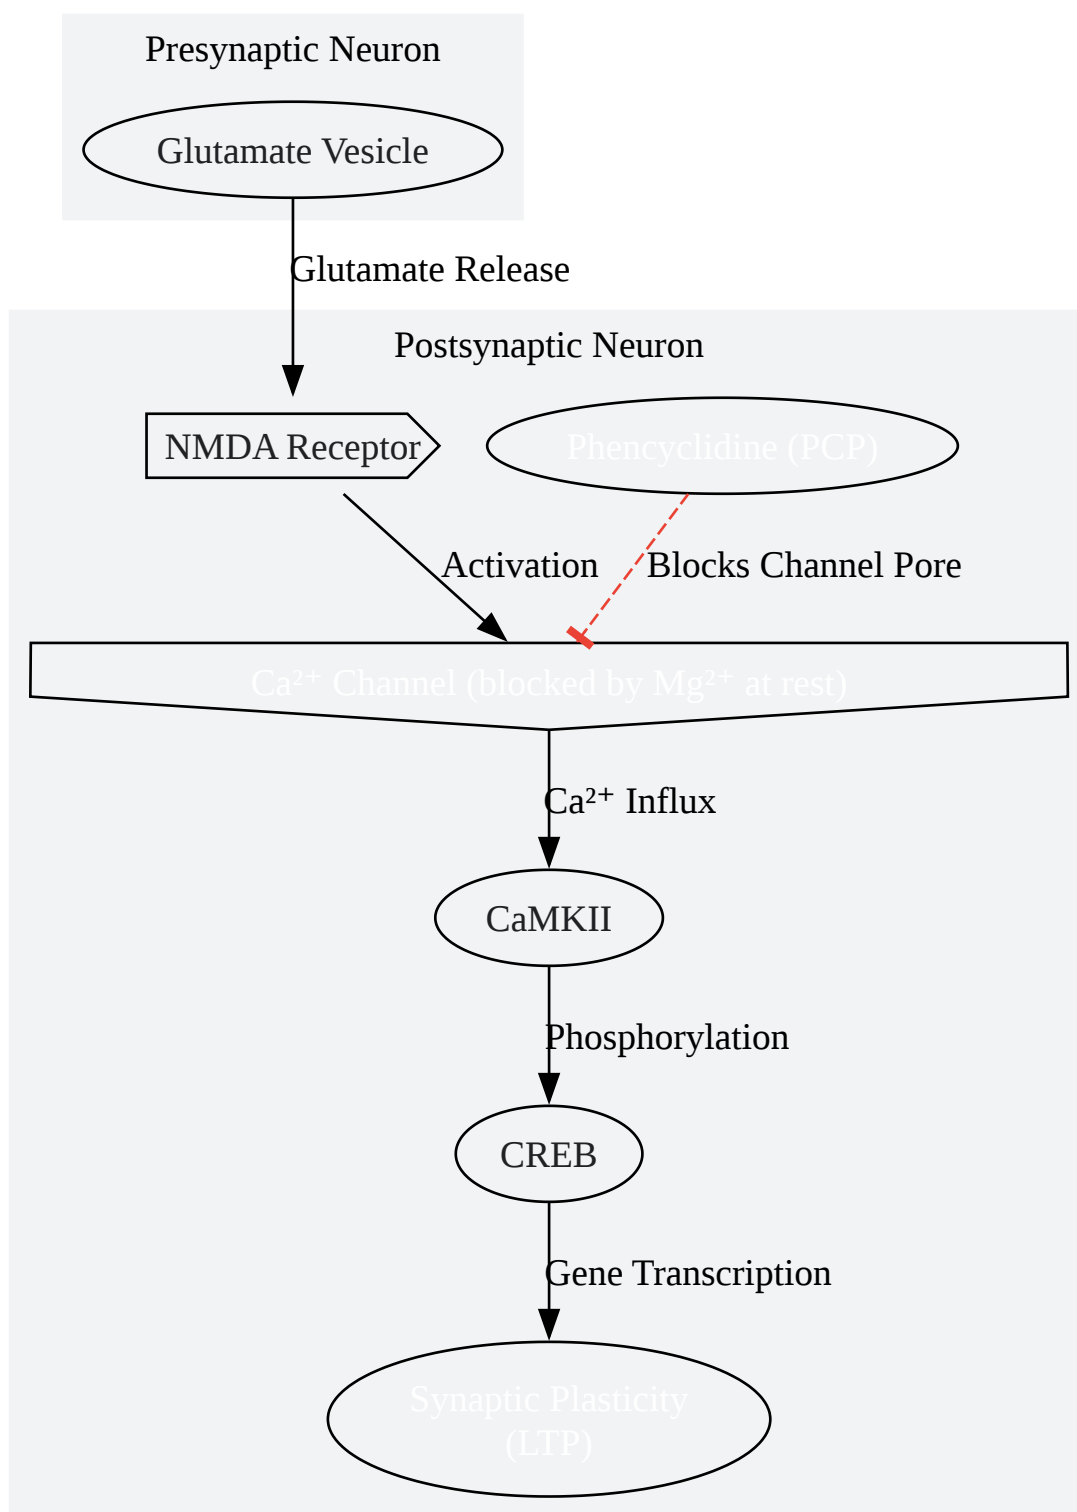 Presynaptic Neuron
Glutamate Vesicle
Glutamate Release
Postsynaptic Neuron
NMDA Receptor
Phencyclidine (PCP)
Activation
Blocks Channel Pore
Ca²⁺ Channel (blocked by Mg²⁺ at rest)
Ca²⁺ Influx
CaMKII
Phosphorylation
CREB
Gene Transcription
Synaptic Plasticity
(LTP)